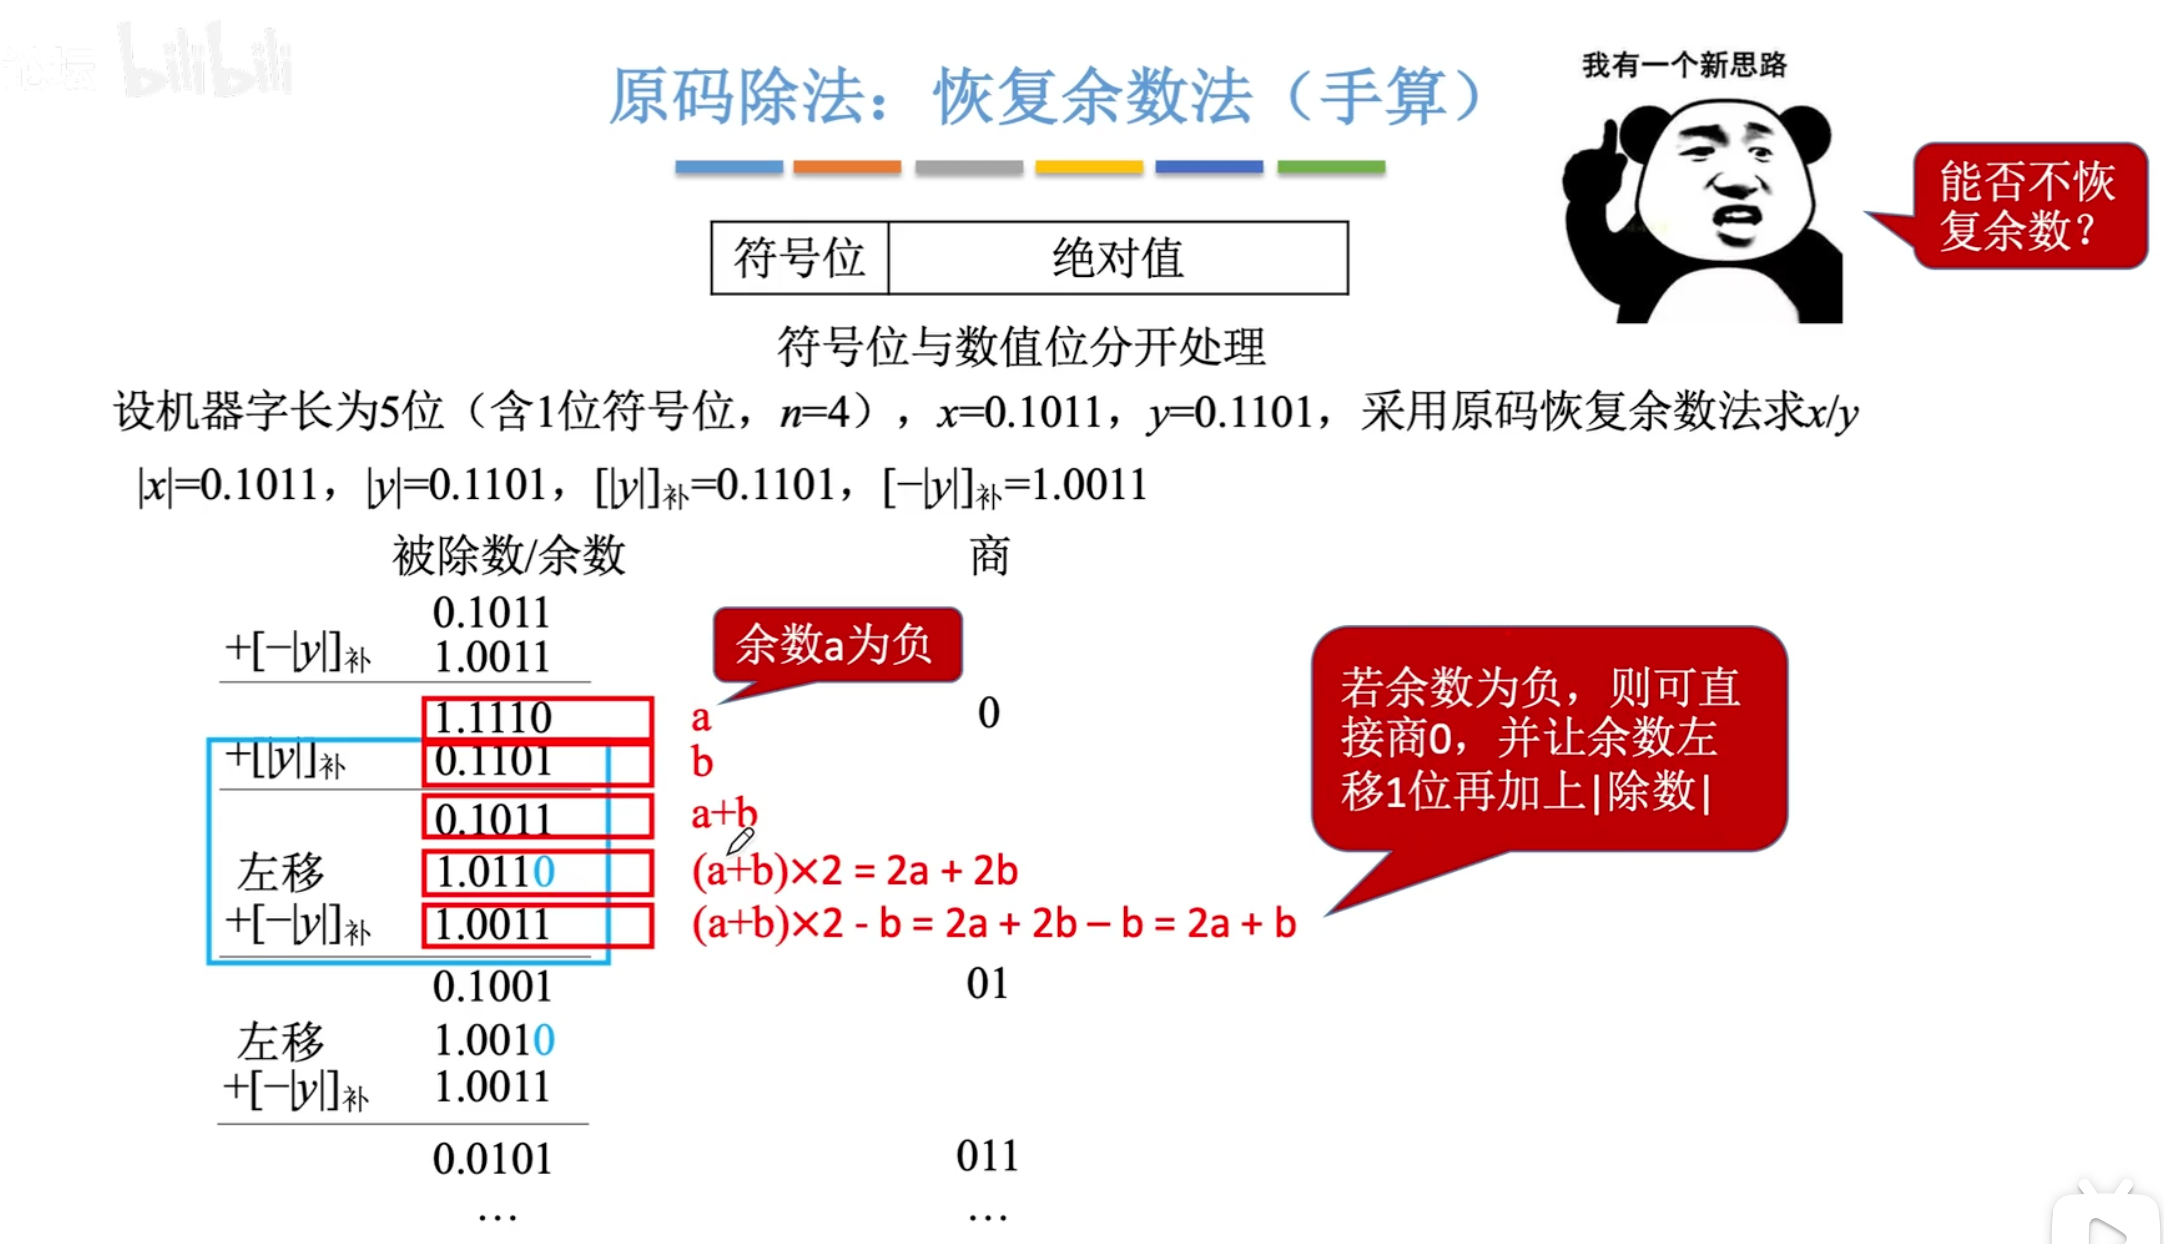 论坛 bilibili
原码除法：恢复余数法（手算）
我有一个新思路
能否不恢
复余数？
符号位 绝对值
符号位与数值位分开处理
设机器字长为5位（含1位符号位，n=4），x=0.1011，y=0.1101，采用原码恢复余数法求x/y
|x|=0.1011，|y|=0.1101，[|y|]补=0.1101，[−|y|]补=1.0011
被除数/余数 商
0.1011
+[−|y|]补 1.0011
余数a为负
1.1110 a 0
+[|y|]补 0.1101 b
0.1011 a+b
左移 1.0110 (a+b)×2 = 2a + 2b
+[−|y|]补 1.0011 (a+b)×2 - b = 2a + 2b – b = 2a + b
若余数为负，则可直
接商0，并让余数左
移1位再加上|除数|
0.1001 01
左移 1.0010
+[−|y|]补 1.0011
0.0101 011
… …